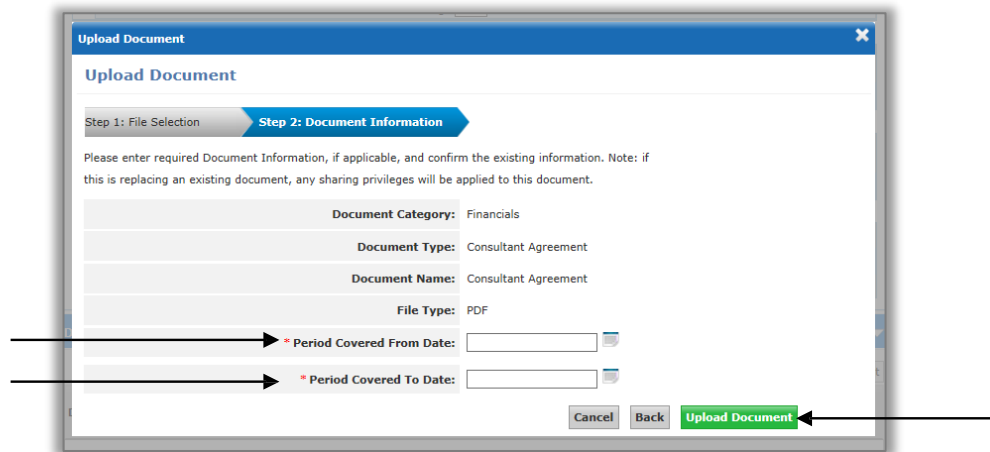 Upload Document
Upload Document
Step 1: File Selection Step 2: Document Information
Please enter required Document Information, if applicable, and confirm the existing information. Note: if
this is replacing an existing document, any sharing privileges will be applied to this document.
Document Category: Financials
Document Type: Consultant Agreement
Document Name: Consultant Agreement
File Type: PDF
* Period Covered From Date:
* Period Covered To Date:
Cancel Back Upload Document